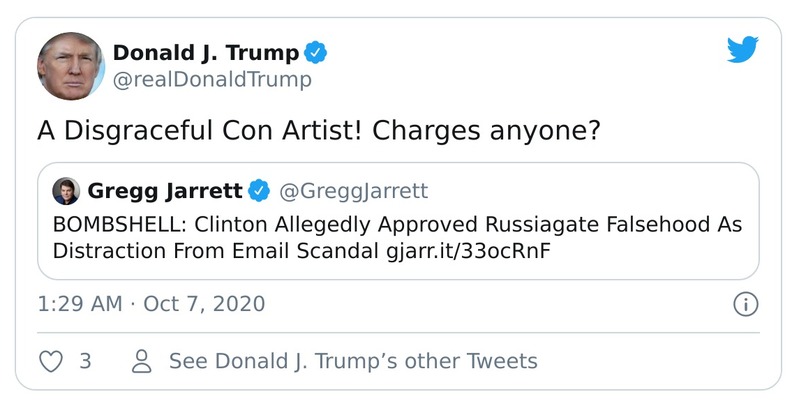 Donald J. Trump
@realDonaldTrump
A Disgraceful Con Artist! Charges anyone?
Gregg Jarrett @GreggJarrett
BOMBSHELL: Clinton Allegedly Approved Russiagate Falsehood As
Distraction From Email Scandal gjarr.it/33ocRnF
1:29 AM · Oct 7, 2020
3 See Donald J. Trump’s other Tweets